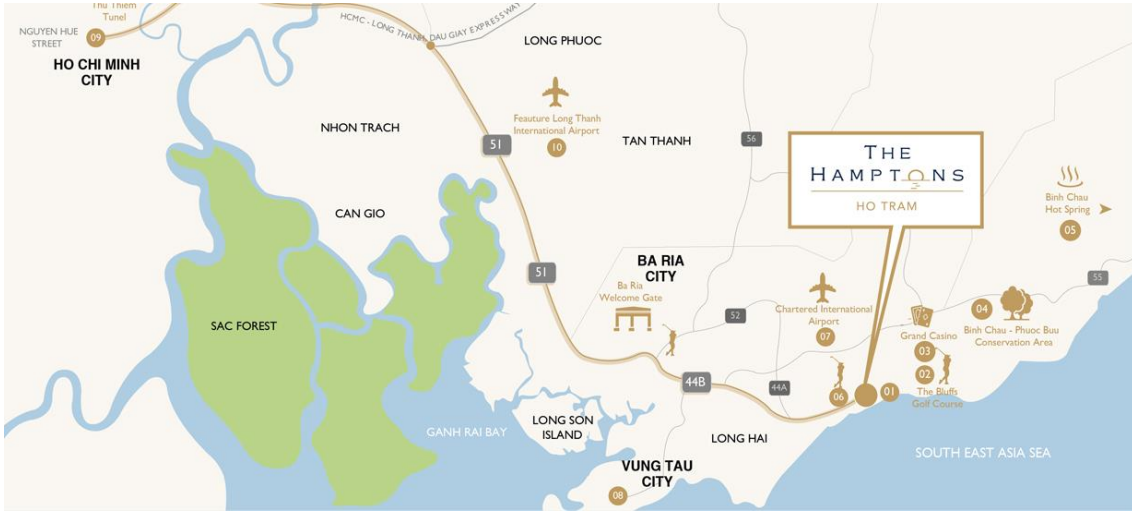 Thu Thiem
Tunel
NGUYEN HUE
STREET
09
HO CHI MINH
CITY
HCMC - LONG THANH, DAU GIAY EXPRESSWAY
LONG PHUOC
NHON TRACH
51
Feauture Long Thanh
International Airport
10
TAN THANH
56
THE
HAMPTONS
HO TRAM
Binh Chau
Hot Spring
05
CAN GIO
51
BA RIA
CITY
Ba Ria
Welcome Gate
52
Chartered International
Airport
07
55
04
Binh Chau - Phuoc Buu
Conservation Area
Grand Casino
03
02
The Bluffs
Golf Course
SAC FOREST
44B
44A
06
01
GANH RAI BAY
LONG SON
ISLAND
LONG HAI
SOUTH EAST ASIA SEA
VUNG TAU
CITY
08